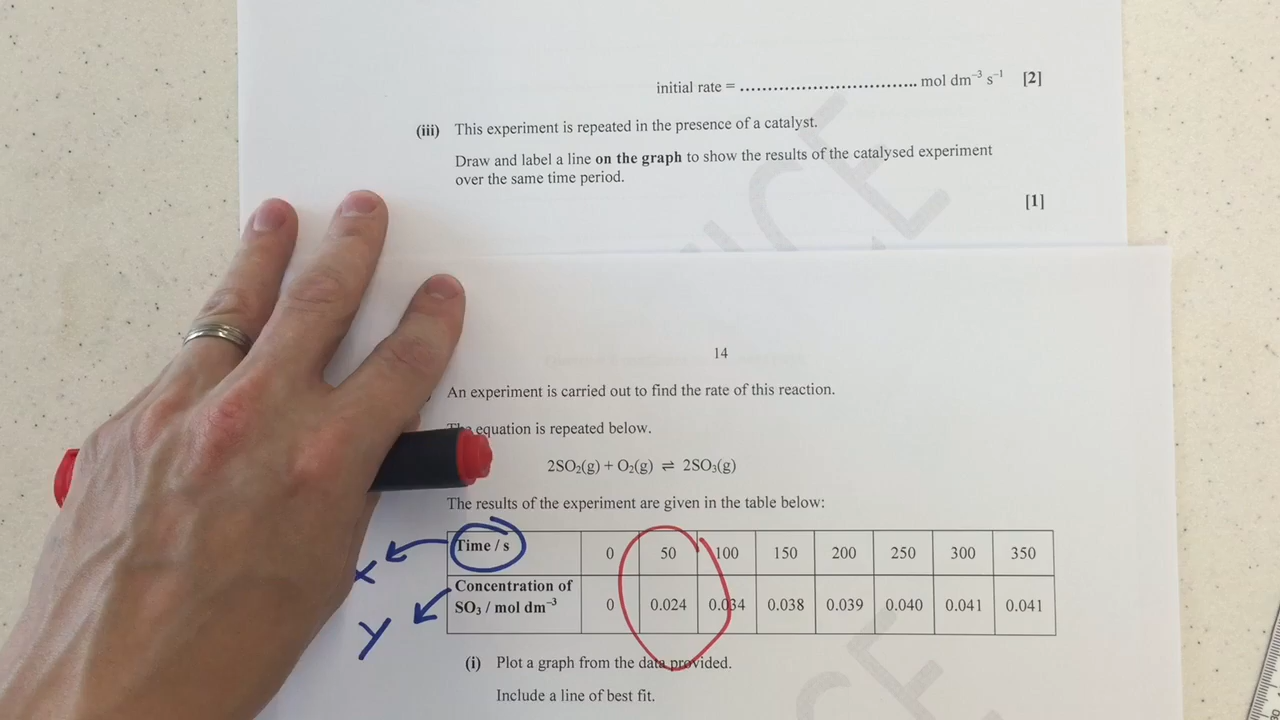 initial rate = ........................................ mol dm⁻³ s⁻¹ [2]
(iii) This experiment is repeated in the presence of a catalyst.
Draw and label a line on the graph to show the results of the catalysed experiment
over the same time period.
[1]
14
An experiment is carried out to find the rate of this reaction.
The equation is repeated below.
2SO₂(g) + O₂(g) ⇌ 2SO₃(g)
The results of the experiment are given in the table below:
Time / s 0 50 100 150 200 250 300 350
x
Concentration of
SO₃ / mol dm⁻³ 0 0.024 0.034 0.038 0.039 0.040 0.041 0.041
y
(i) Plot a graph from the data provided.
Include a line of best fit.